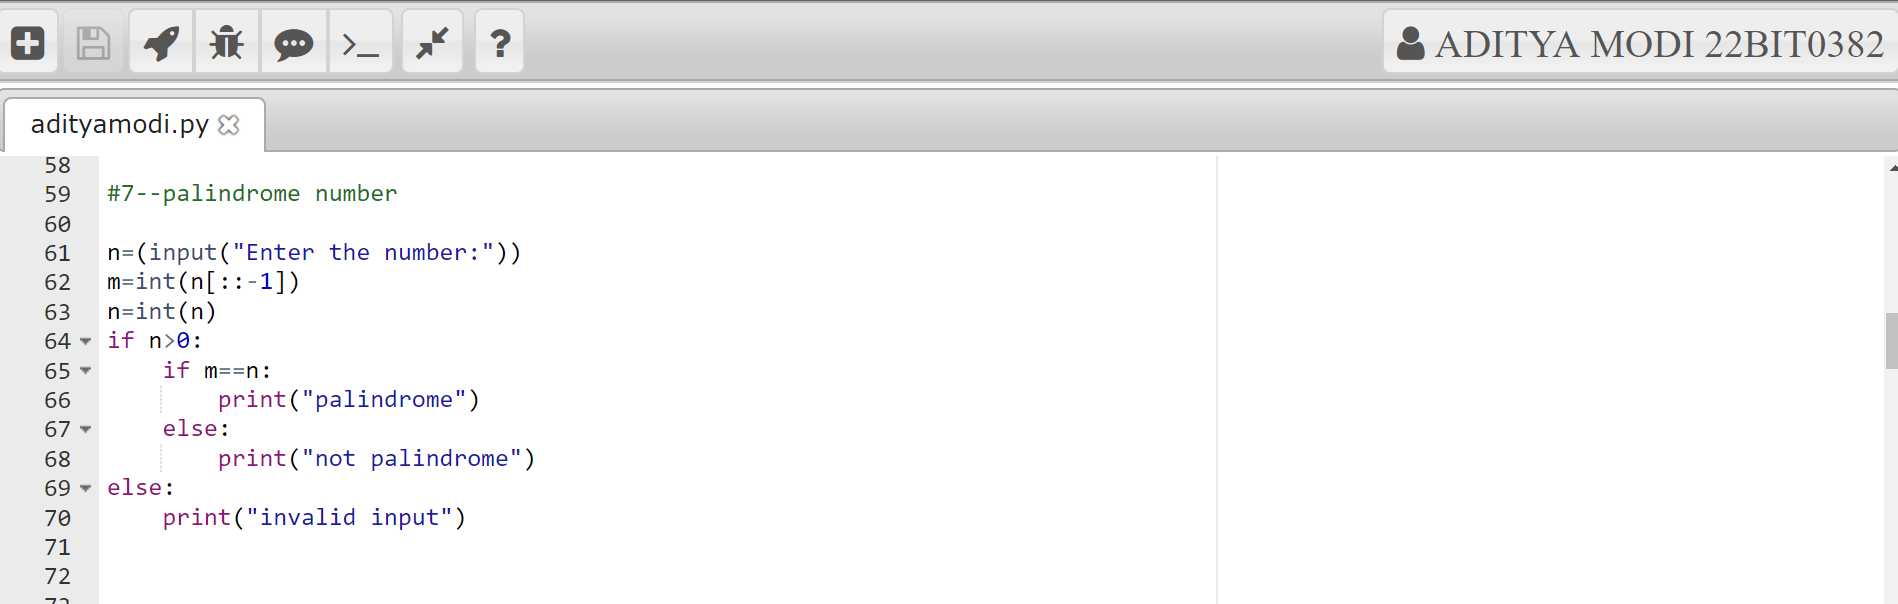 ADITYA MODI 22BIT0382
adityamodi.py
58
59 #7--palindrome number
60
61 n=(input("Enter the number:"))
62 m=int(n[::-1])
63 n=int(n)
64 if n>0:
65     if m==n:
66         print("palindrome")
67     else:
68         print("not palindrome")
69 else:
70     print("invalid input")
71
72